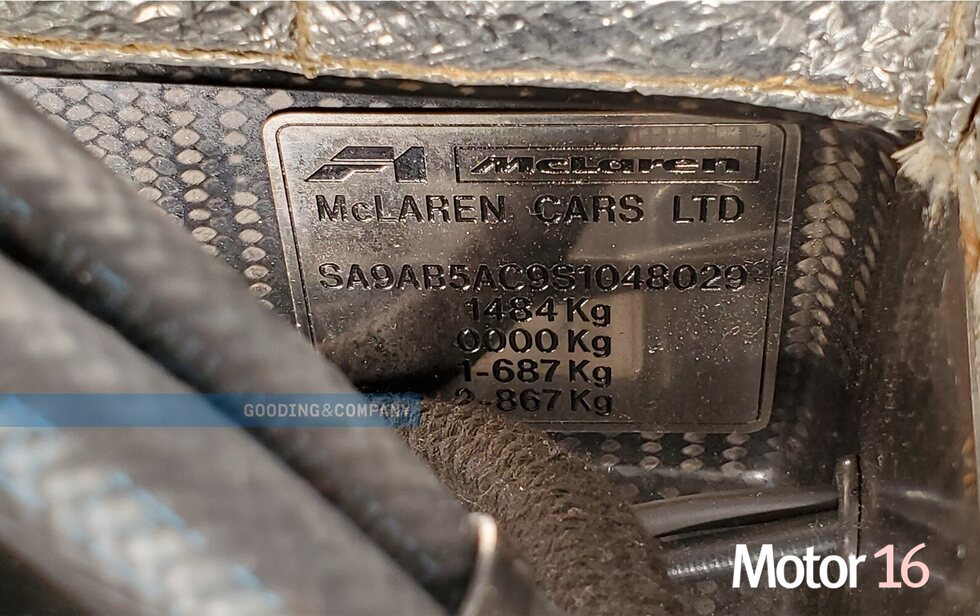 F1 McLaren
McLAREN CARS LTD
SA9AB5AC9S1048029
1484 Kg
0000 Kg
1-687 Kg
2-867 Kg
GOODING&COMPANY
Motor 16